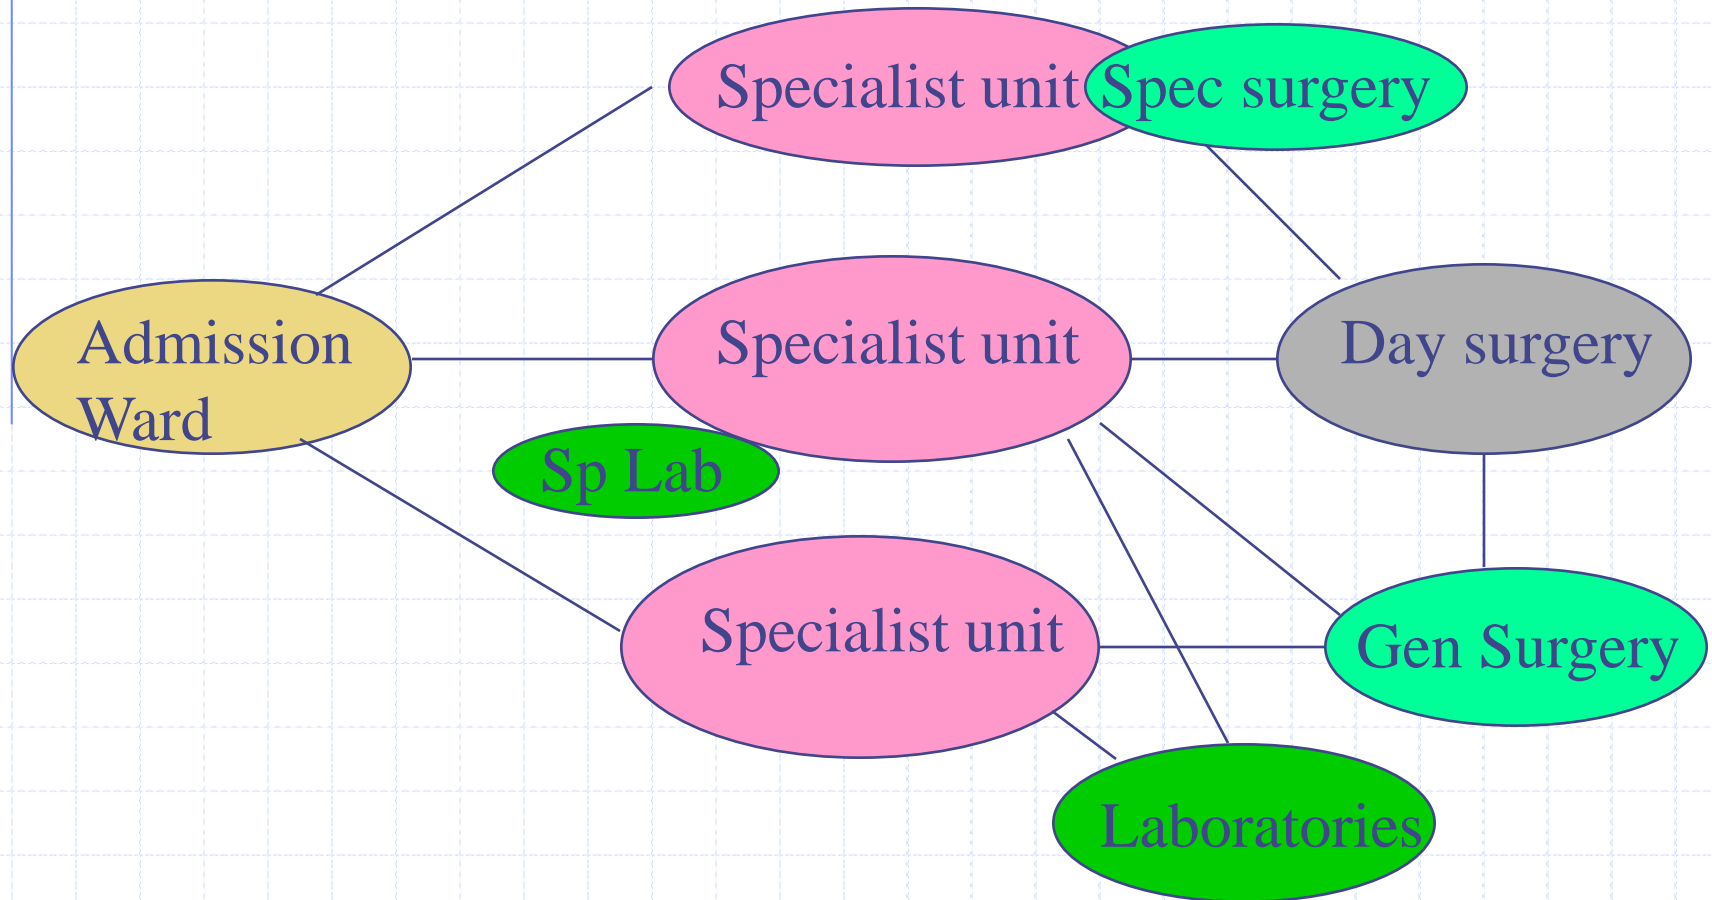 Specialist unit
Spec surgery
Admission
Ward
Specialist unit
Day surgery
Sp Lab
Specialist unit
Gen Surgery
Laboratories